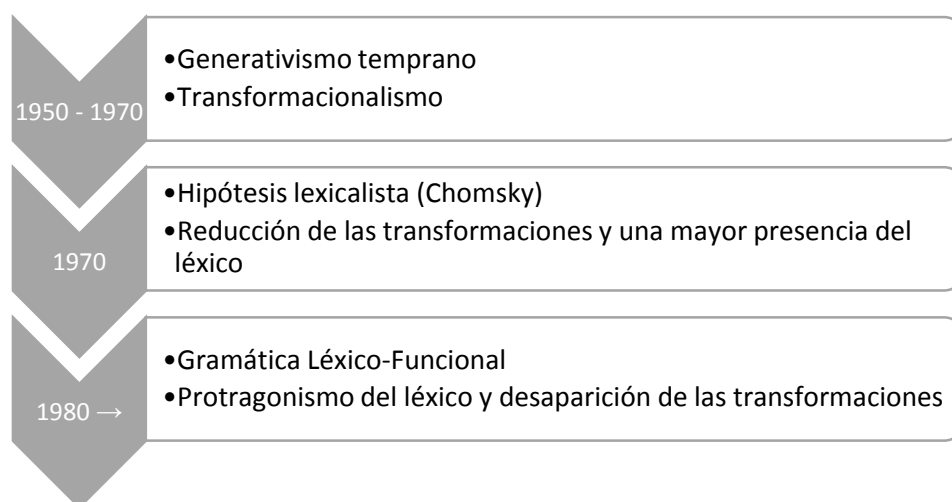 1950 - 1970
•Generativismo temprano
•Transformacionalismo
1970
•Hipótesis lexicalista (Chomsky)
•Reducción de las transformaciones y una mayor presencia del
léxico
1980 →
•Gramática Léxico-Funcional
•Protragonismo del léxico y desaparición de las transformaciones